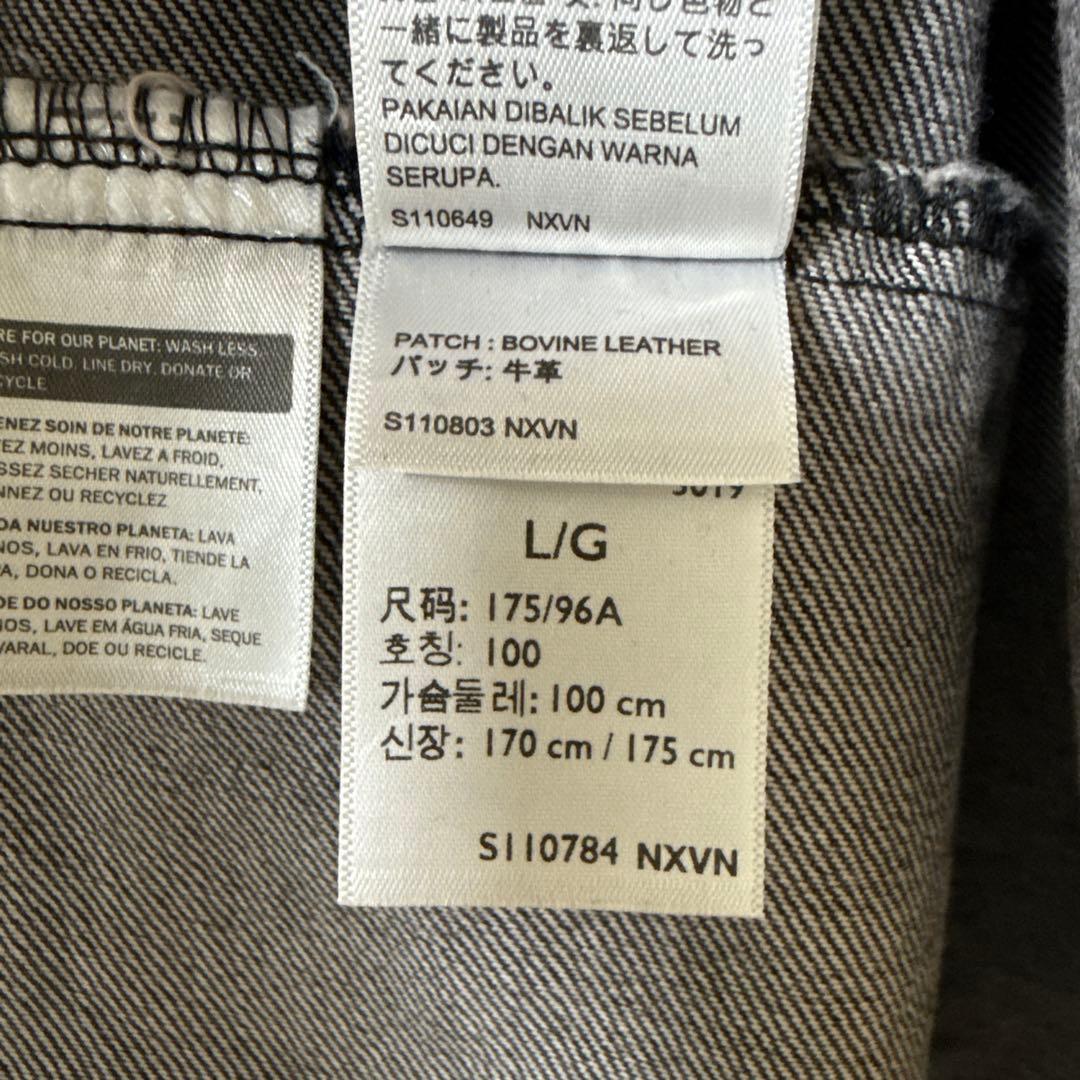 一緒に製品を裏返して洗っ
てください。
PAKAIAN DIBALIK SEBELUM
DICUCI DENGAN WARNA
SERUPA.
S110649 NXVN
PATCH : BOVINE LEATHER
パッチ: 牛革
S110803 NXVN
L/G
尺码: 175/96A
호칭: 100
가슴둘레: 100 cm
신장: 170 cm / 175 cm
S110784 NXVN
RE FOR OUR PLANET: WASH LESS,
SH COLD, LINE DRY, DONATE OR
CYCLE
ENEZ SOIN DE NOTRE PLANETE:
EZ MOINS, LAVEZ A FROID,
SSEZ SECHER NATURELLEMENT,
NNEZ OU RECYCLEZ
DA NUESTRO PLANETA: LAVA
NOS, LAVA EN FRIO, TIENDE LA
A, DONA O RECICLA.
DE DO NOSSO PLANETA: LAVE
NOS, LAVE EM ÁGUA FRIA, SEQUE
VARAL, DOE OU RECICLE.